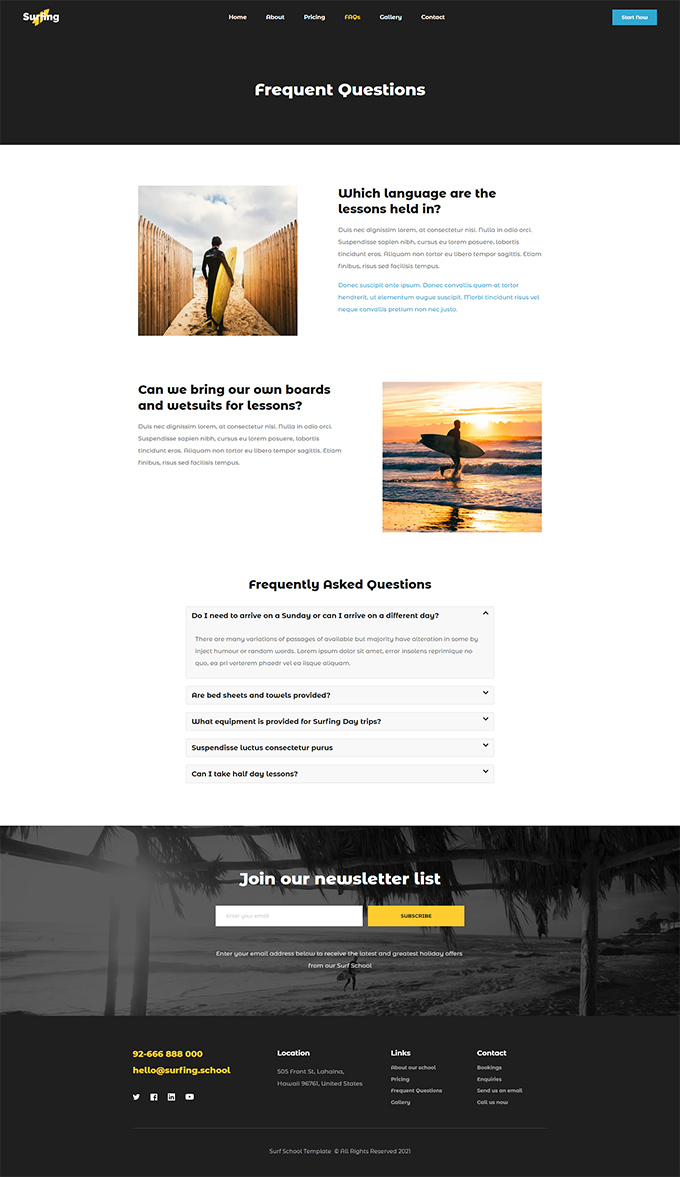 Surfing
Home About Pricing FAQs Gallery Contact
Start Now
Frequent Questions
Which language are the
lessons held in?
Duis nec dignissim lorem, at consectetur nisi. Nulla in odio orci.
Suspendisse sapien nibh, cursus eu lorem posuere, lobortis
tincidunt eros. Aliquam non tortor eu libero tempor sagittis. Etiam
finibus, risus sed facilisis tempus.
Donec suscipit ante ipsum. Donec convallis quam at tortor
hendrerit, ut elementum augue suscipit. Morbi tincidunt risus vel
neque convallis pretium non nec justo.
Can we bring our own boards
and wetsuits for lessons?
Duis nec dignissim lorem, at consectetur nisi. Nulla in odio orci.
Suspendisse sapien nibh, cursus eu lorem posuere, lobortis
tincidunt eros. Aliquam non tortor eu libero tempor sagittis. Etiam
finibus, risus sed facilisis tempus.
Frequently Asked Questions
Do I need to arrive on a Sunday or can I arrive on a different day?
There are many variations of passages of available but majority have alteration in some by
inject humour or random words. Lorem ipsum dolor sit amet, error insolens reprimique no
quo, ea pri verterem phaedr vel ea iisque aliquam.
Are bed sheets and towels provided?
What equipment is provided for Surfing Day trips?
Suspendisse luctus consectetur purus
Can I take half day lessons?
Join our newsletter list
Enter your email
SUBSCRIBE
Enter your email address below to receive the latest and greatest holiday offers
from our Surf School
92-666 888 000
hello@surfing.school
Location
505 Front St, Lahaina,
Hawaii 96761, United States
Links
About our school
Pricing
Frequent Questions
Gallery
Contact
Bookings
Enquiries
Send us an email
Call us now
Surf School Template © All Rights Reserved 2021